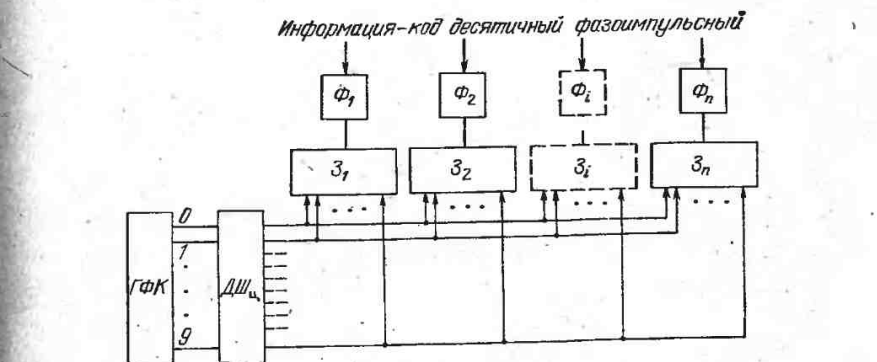 Информация-код десятичный фазоимпульсный
Ф₁ Ф₂ Фᵢ Фₙ
З₁ З₂ Зᵢ Зₙ
0
1
ГФК ДШц
9